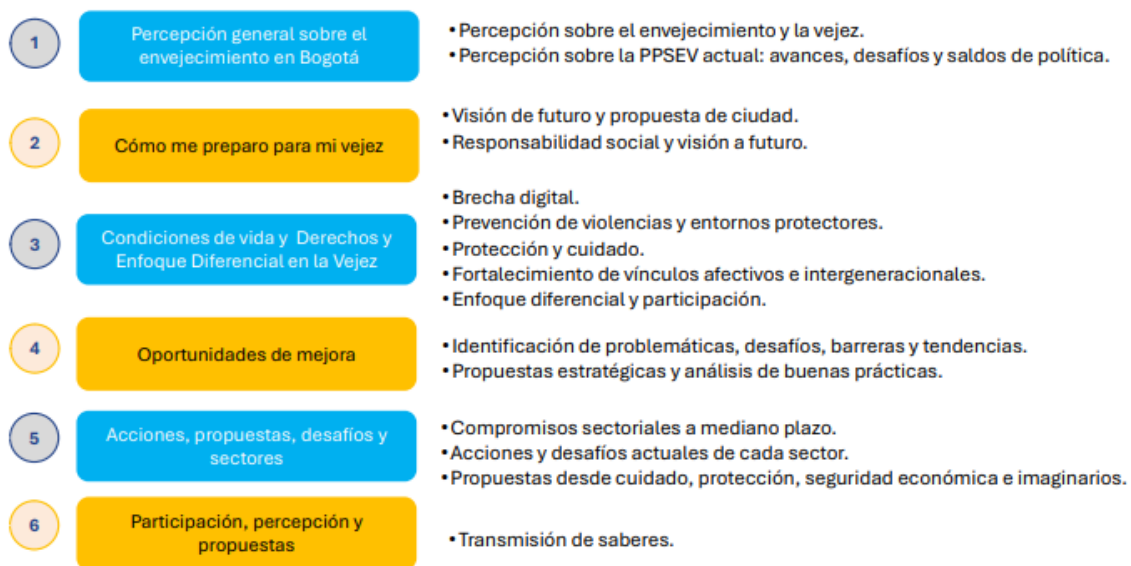 1
Percepción general sobre el
envejecimiento en Bogotá
•Percepción sobre el envejecimiento y la vejez.
•Percepción sobre la PPSEV actual: avances, desafíos y saldos de política.
2
Cómo me preparo para mi vejez
•Visión de futuro y propuesta de ciudad.
•Responsabilidad social y visión a futuro.
3
Condiciones de vida y Derechos y
Enfoque Diferencial en la Vejez
•Brecha digital.
•Prevención de violencias y entornos protectores.
•Protección y cuidado.
•Fortalecimiento de vínculos afectivos e intergeneracionales.
•Enfoque diferencial y participación.
4
Oportunidades de mejora
•Identificación de problemáticas, desafíos, barreras y tendencias.
•Propuestas estratégicas y análisis de buenas prácticas.
5
Acciones, propuestas, desafíos y
sectores
•Compromisos sectoriales a mediano plazo.
•Acciones y desafíos actuales de cada sector.
•Propuestas desde cuidado, protección, seguridad económica e imaginarios.
6
Participación, percepción y
propuestas
•Transmisión de saberes.